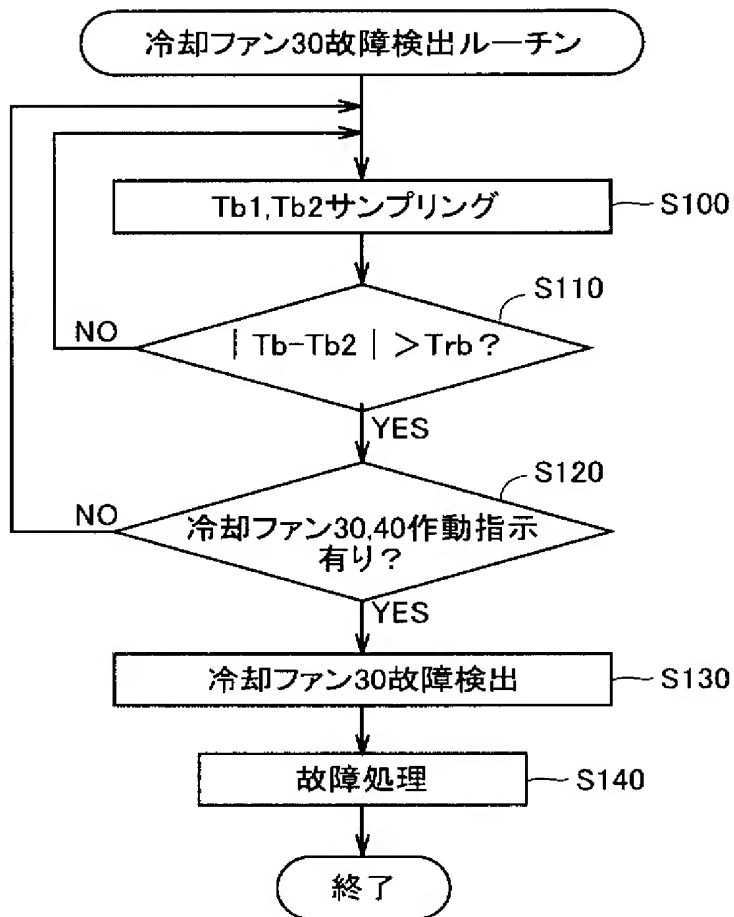 冷却ファン30故障検出ルーチン
Tb1,Tb2サンプリング
S100
S110
| Tb-Tb2 | >Trb?
NO
YES
S120
冷却ファン30,40作動指示
有り?
NO
YES
冷却ファン30故障検出
S130
故障処理
S140
終了